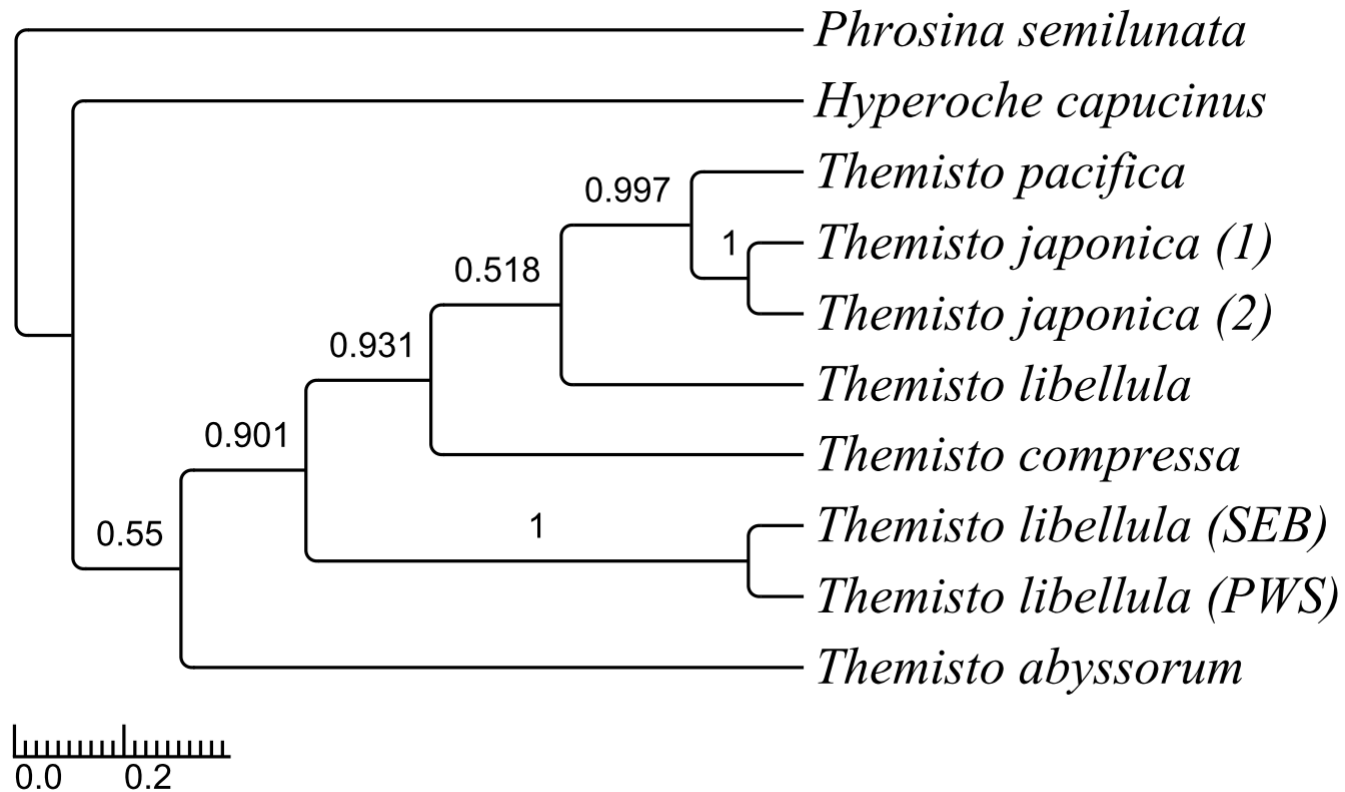 Phrosina semilunata
Hyperoche capucinus
Themisto pacifica
0.997
1
Themisto japonica (1)
0.518
Themisto japonica (2)
0.931
Themisto libellula
0.901
Themisto compressa
0.55
1
Themisto libellula (SEB)
Themisto libellula (PWS)
Themisto abyssorum
0.0 0.2